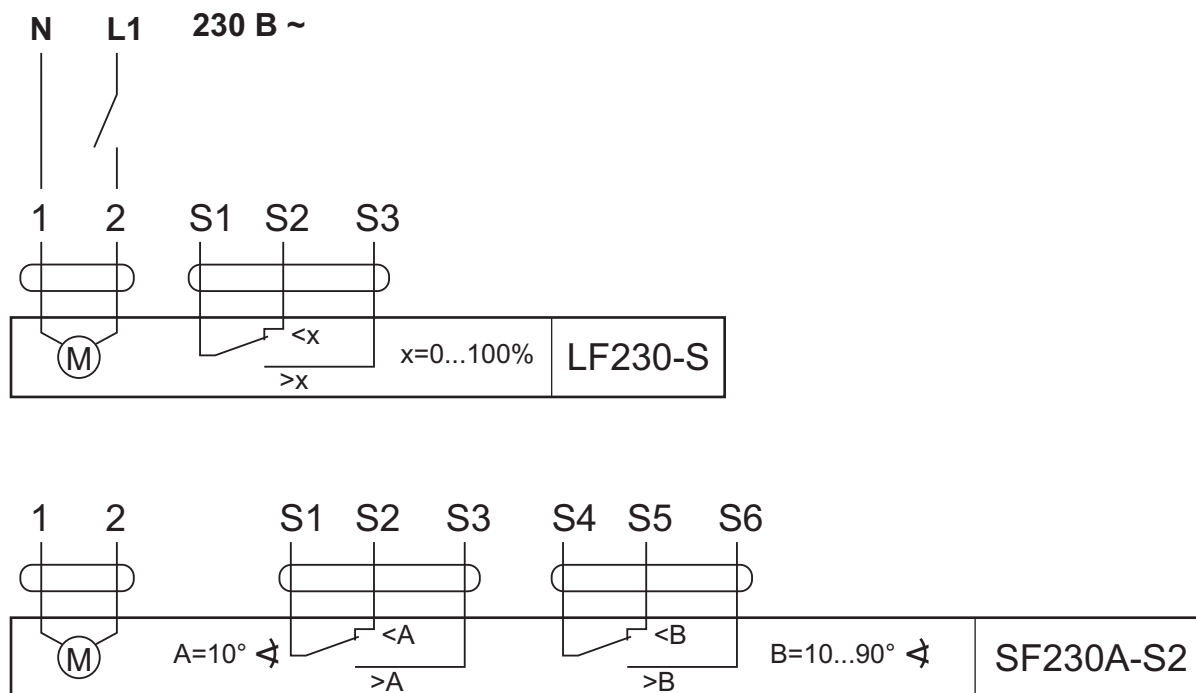 N L1 230 В ~
1 2 S1 S2 S3
M <x x=0...100% LF230-S
>x
1 2 S1 S2 S3 S4 S5 S6
M A=10° ∢ <A <B B=10...90° ∢ SF230A-S2
>A >B